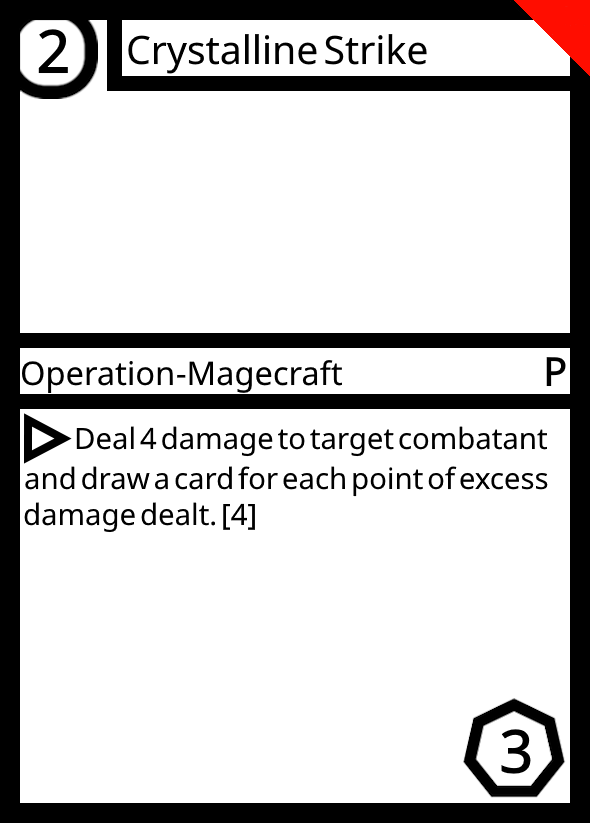 2
Crystalline Strike
Operation-Magecraft
P
Deal 4 damage to target combatant
and draw a card for each point of excess
damage dealt. [4]
3